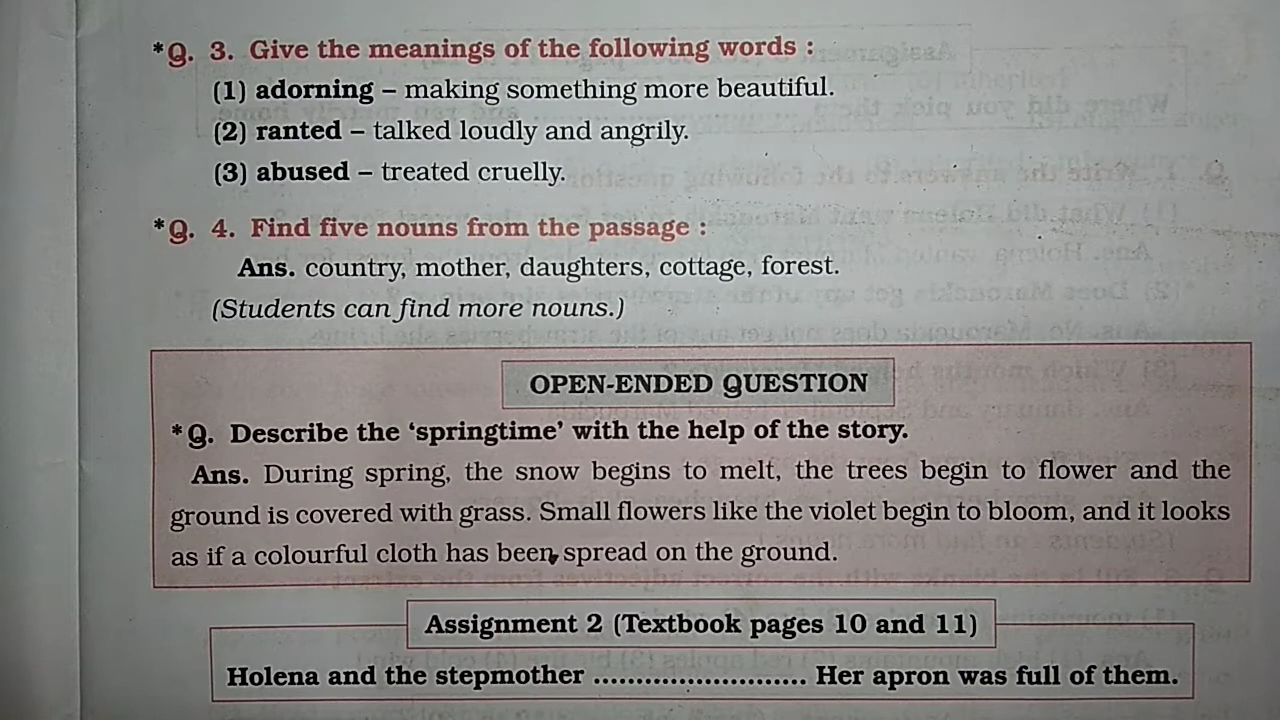 *Q. 3. Give the meanings of the following words :
(1) adorning – making something more beautiful.
(2) ranted – talked loudly and angrily.
(3) abused – treated cruelly.
*Q. 4. Find five nouns from the passage :
Ans. country, mother, daughters, cottage, forest.
(Students can find more nouns.)
OPEN-ENDED QUESTION
*Q. Describe the ‘springtime’ with the help of the story.
Ans. During spring, the snow begins to melt, the trees begin to flower and the
ground is covered with grass. Small flowers like the violet begin to bloom, and it looks
as if a colourful cloth has been spread on the ground.
Assignment 2 (Textbook pages 10 and 11)
Holena and the stepmother ......................... Her apron was full of them.